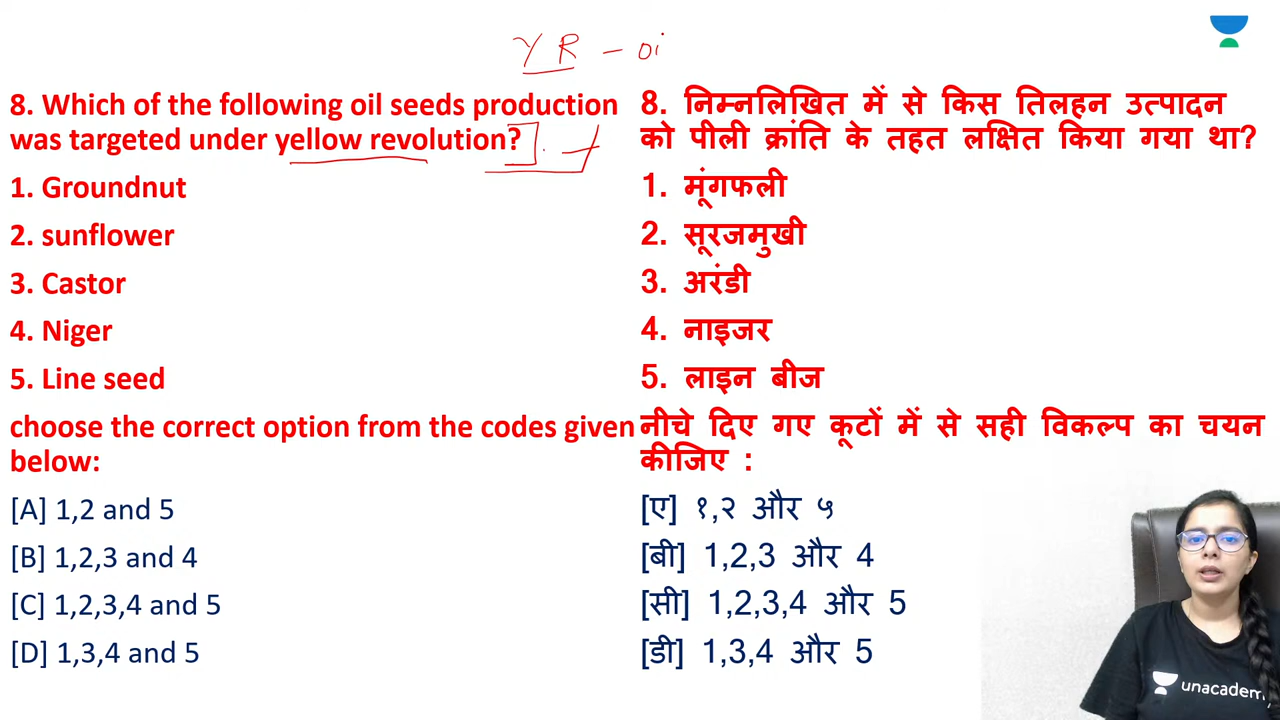 Y R - oi
8. Which of the following oil seeds production
was targeted under yellow revolution?
1. Groundnut
2. sunflower
3. Castor
4. Niger
5. Line seed
choose the correct option from the codes given
below:
[A] 1,2 and 5
[B] 1,2,3 and 4
[C] 1,2,3,4 and 5
[D] 1,3,4 and 5
8. निम्नलिखित में से किस तिलहन उत्पादन
को पीली क्रांति के तहत लक्षित किया गया था?
1. मूंगफली
2. सूरजमुखी
3. अरंडी
4. नाइजर
5. लाइन बीज
नीचे दिए गए कूटों में से सही विकल्प का चयन
कीजिए :
[ए] १,२ और ५
[बी] 1,2,3 और 4
[सी] 1,2,3,4 और 5
[डी] 1,3,4 और 5
unacadem